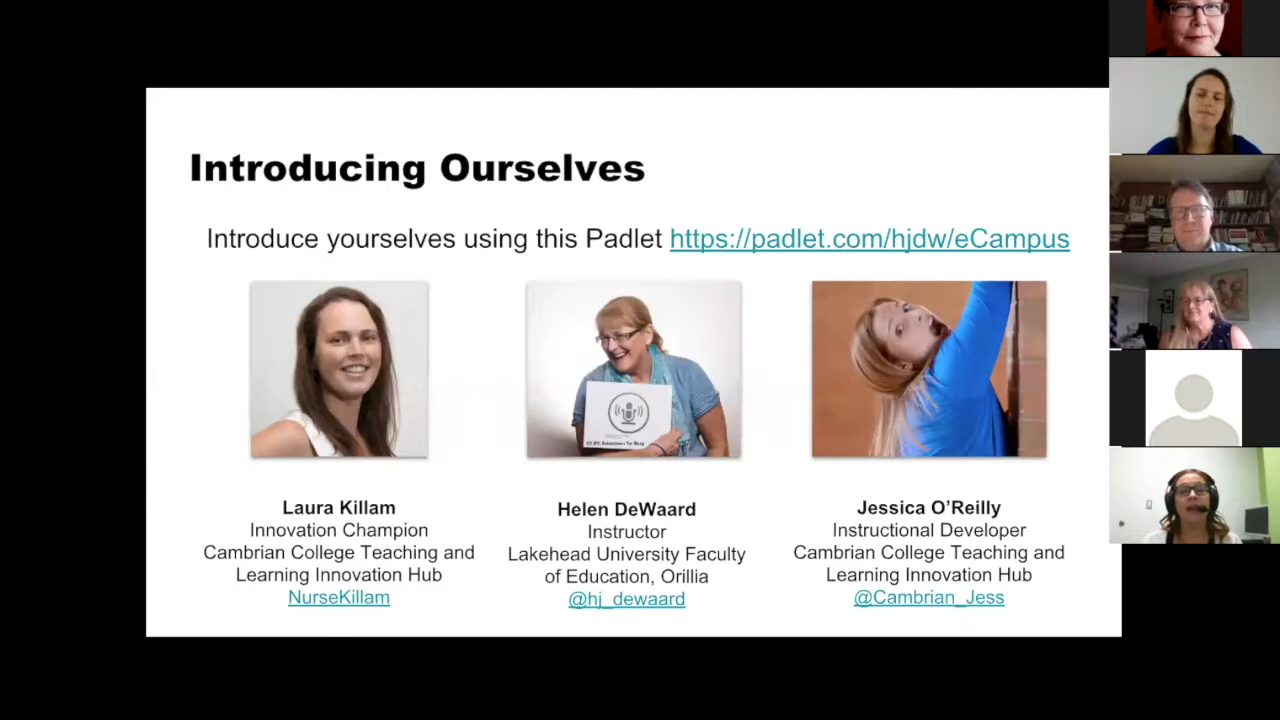 Introducing Ourselves
Introduce yourselves using this Padlet https://padlet.com/hjdw/eCampus
Laura Killam
Innovation Champion
Cambrian College Teaching and
Learning Innovation Hub
NurseKillam
Helen DeWaard
Instructor
Lakehead University Faculty
of Education, Orillia
@hj_dewaard
Jessica O’Reilly
Instructional Developer
Cambrian College Teaching and
Learning Innovation Hub
@Cambrian_Jess